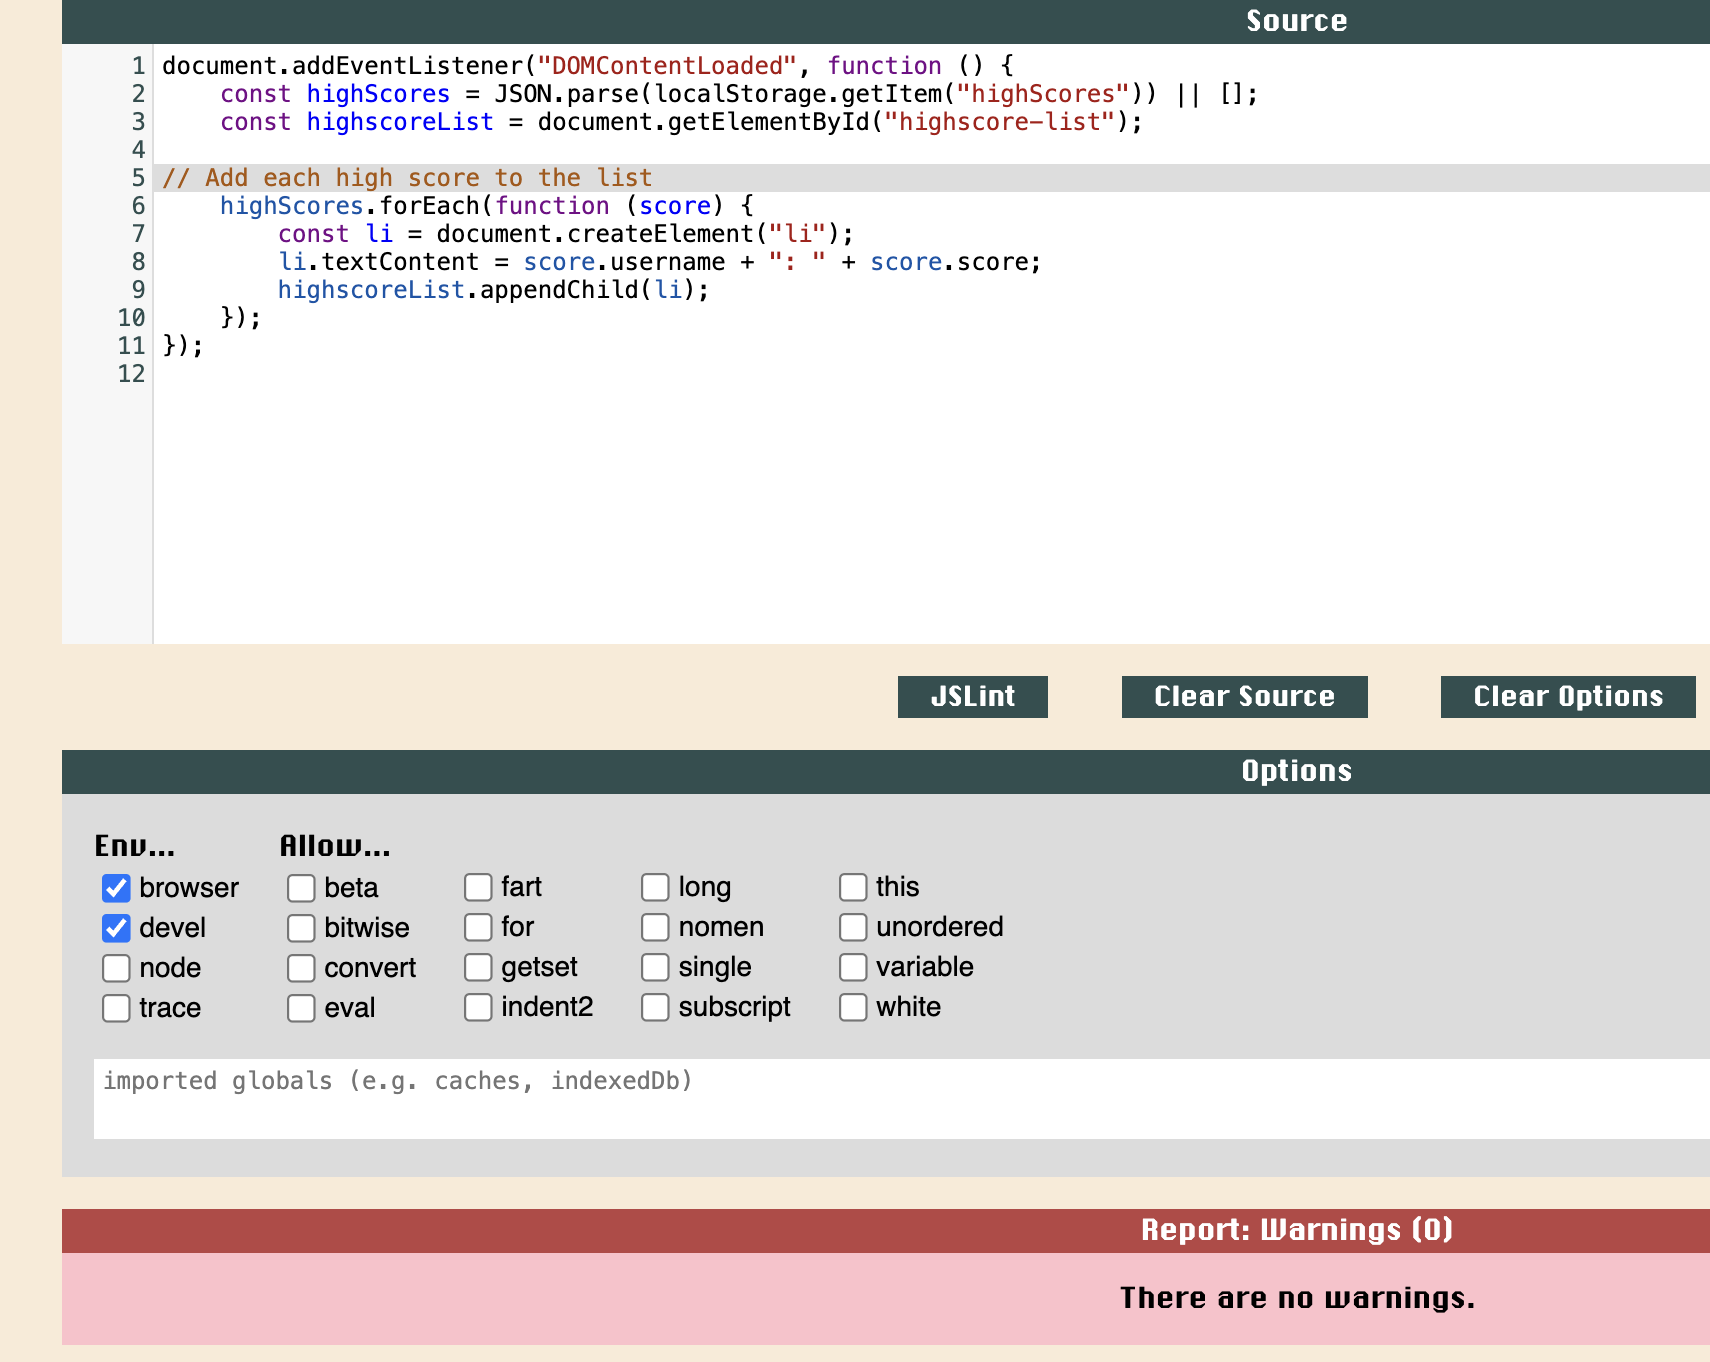 Source
1 document.addEventListener("DOMContentLoaded", function () {
2     const highScores = JSON.parse(localStorage.getItem("highScores")) || [];
3     const highscoreList = document.getElementById("highscore-list");
4
5 // Add each high score to the list
6     highScores.forEach(function (score) {
7         const li = document.createElement("li");
8         li.textContent = score.username + ": " + score.score;
9         highscoreList.appendChild(li);
10     });
11 });
12
JSLint Clear Source Clear Options
Options
Env... Allow...
browser beta fart long this
devel bitwise for nomen unordered
node convert getset single variable
trace eval indent2 subscript white
imported globals (e.g. caches, indexedDb)
Report: Warnings (0)
There are no warnings.